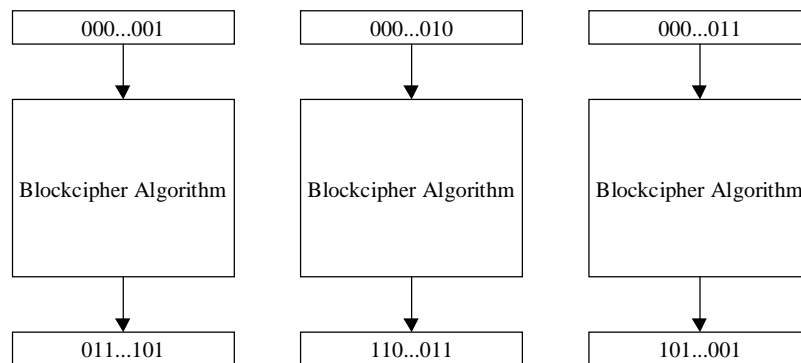 000...001
000...010
000...011
Blockcipher Algorithm
Blockcipher Algorithm
Blockcipher Algorithm
011...101
110...011
101...001